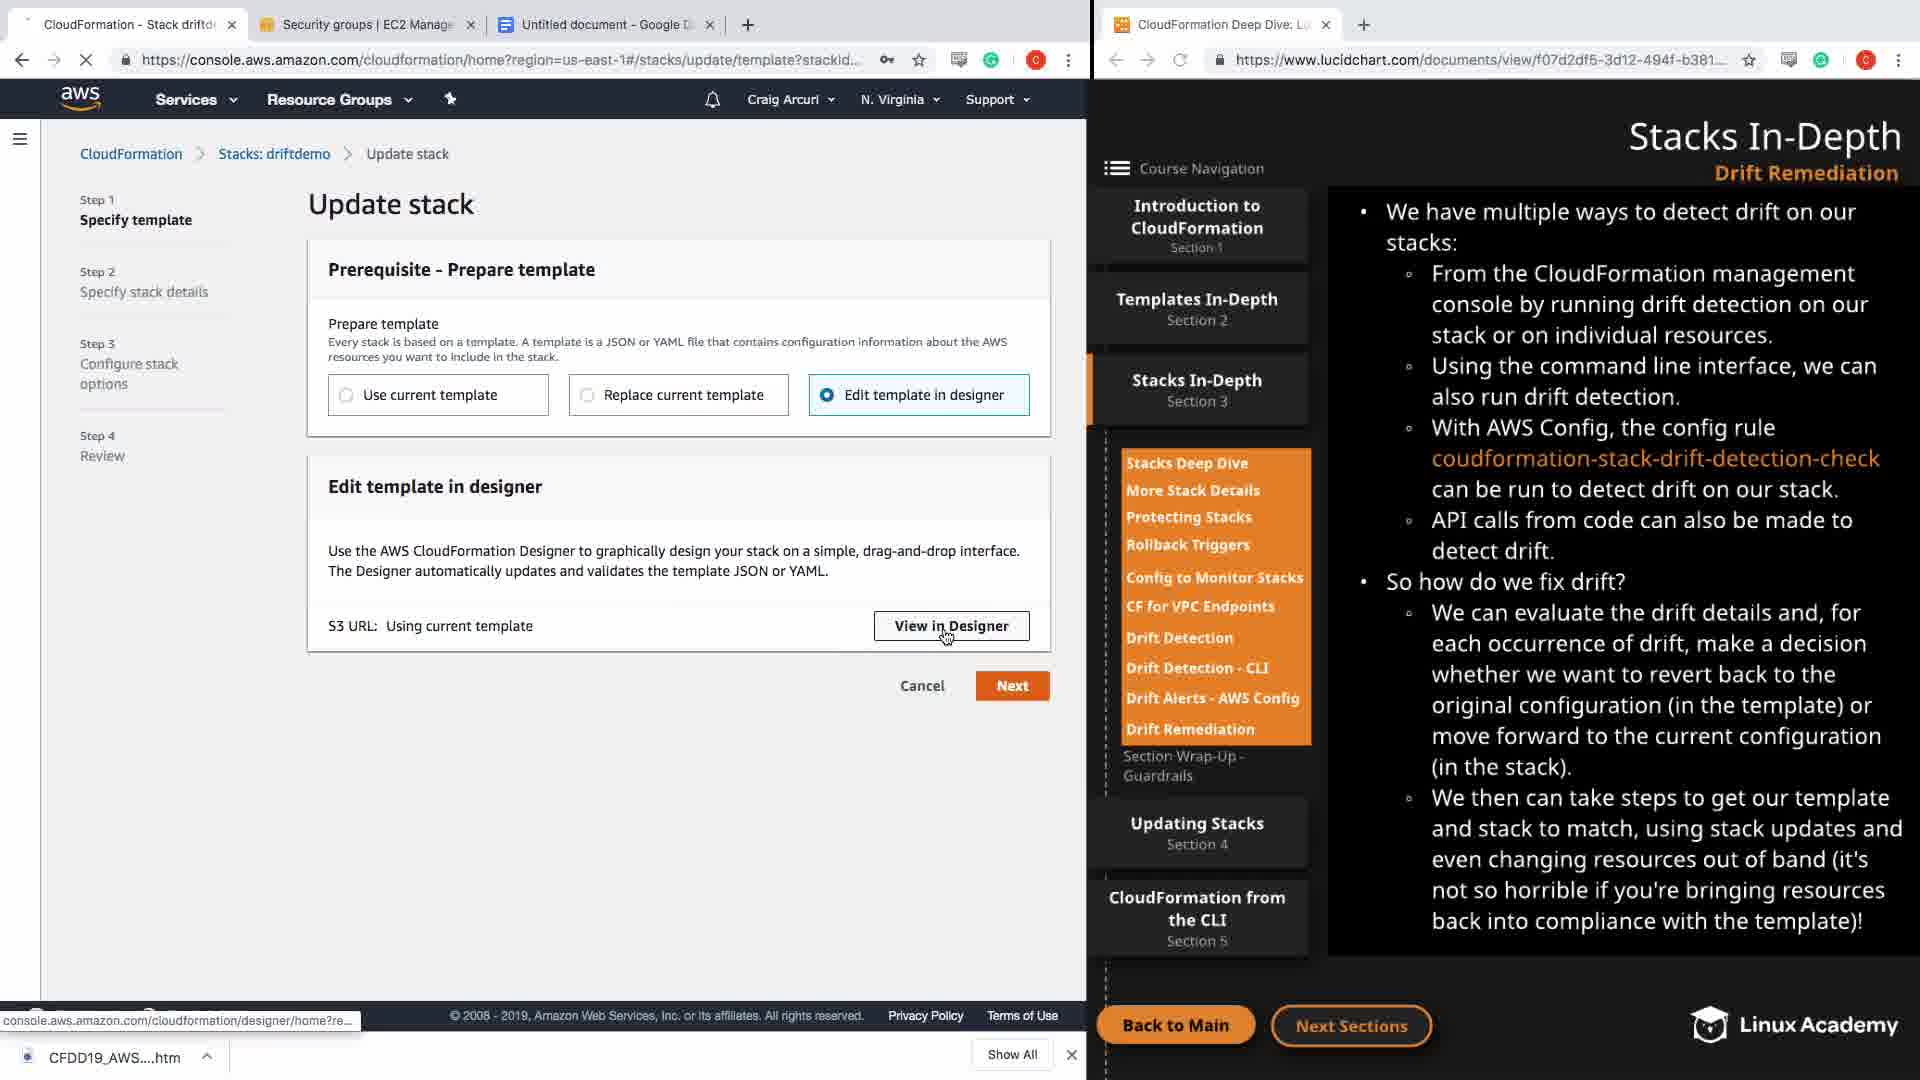 CloudFormation - Stack driftd
Security groups | EC2 Manage
Untitled document - Google D
https://console.aws.amazon.com/cloudformation/home?region=us-east-1#/stacks/update/template?stackId...
aws
Services
Resource Groups
Craig Arcuri
N. Virginia
Support
CloudFormation
Stacks: driftdemo
Update stack
Step 1
Specify template
Step 2
Specify stack details
Step 3
Configure stack
options
Step 4
Review
Update stack
Prerequisite - Prepare template
Prepare template
Every stack is based on a template. A template is a JSON or YAML file that contains configuration information about the AWS
resources you want to include in the stack.
Use current template
Replace current template
Edit template in designer
Edit template in designer
Use the AWS CloudFormation Designer to graphically design your stack on a simple, drag-and-drop interface.
The Designer automatically updates and validates the template JSON or YAML.
S3 URL: Using current template
View in Designer
Cancel
Next
© 2008 - 2019, Amazon Web Services, Inc. or its affiliates. All rights reserved.
Privacy Policy
Terms of Use
console.aws.amazon.com/cloudformation/designer/home?re...
CFDD19_AWS....htm
Show All
CloudFormation Deep Dive: Lu
https://www.lucidchart.com/documents/view/f07d2df5-3d12-494f-b381...
C
C
Stacks In-Depth
Drift Remediation
Course Navigation
Introduction to
CloudFormation
Section 1
Templates In-Depth
Section 2
Stacks In-Depth
Section 3
Stacks Deep Dive
More Stack Details
Protecting Stacks
Rollback Triggers
Config to Monitor Stacks
CF for VPC Endpoints
Drift Detection
Drift Detection - CLI
Drift Alerts - AWS Config
Drift Remediation
Section Wrap-Up -
Guardrails
Updating Stacks
Section 4
CloudFormation from
the CLI
Section 5
• We have multiple ways to detect drift on our
stacks:
◦ From the CloudFormation management
console by running drift detection on our
stack or on individual resources.
◦ Using the command line interface, we can
also run drift detection.
◦ With AWS Config, the config rule
coudformation-stack-drift-detection-check
can be run to detect drift on our stack.
◦ API calls from code can also be made to
detect drift.
• So how do we fix drift?
◦ We can evaluate the drift details and, for
each occurrence of drift, make a decision
whether we want to revert back to the
original configuration (in the template) or
move forward to the current configuration
(in the stack).
◦ We then can take steps to get our template
and stack to match, using stack updates and
even changing resources out of band (it's
not so horrible if you're bringing resources
back into compliance with the template)!
Back to Main
Next Sections
Linux Academy